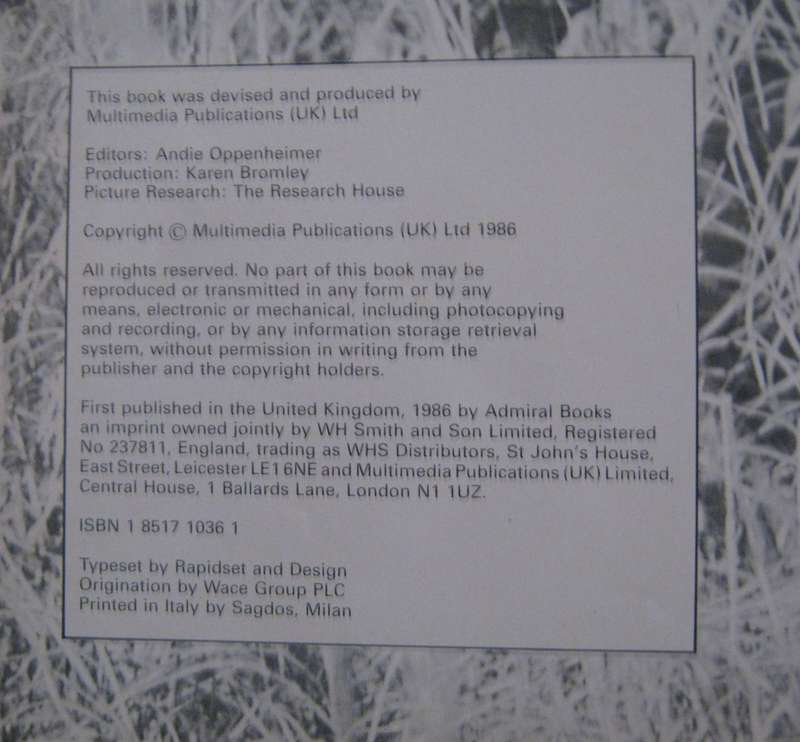 This book was devised and produced by
Multimedia Publications (UK) Ltd
Editors: Andie Oppenheimer
Production: Karen Bromley
Picture Research: The Research House
Copyright © Multimedia Publications (UK) Ltd 1986
All rights reserved. No part of this book may be
reproduced or transmitted in any form or by any
means, electronic or mechanical, including photocopying
and recording, or by any information storage retrieval
system, without permission in writing from the
publisher and the copyright holders.
First published in the United Kingdom, 1986 by Admiral Books
an imprint owned jointly by WH Smith and Son Limited, Registered
No 237811, England, trading as WHS Distributors, St John's House,
East Street, Leicester LE1 6NE and Multimedia Publications (UK) Limited,
Central House, 1 Ballards Lane, London N1 1UZ.
ISBN 1 8517 1036 1
Typeset by Rapidset and Design
Origination by Wace Group PLC
Printed in Italy by Sagdos, Milan